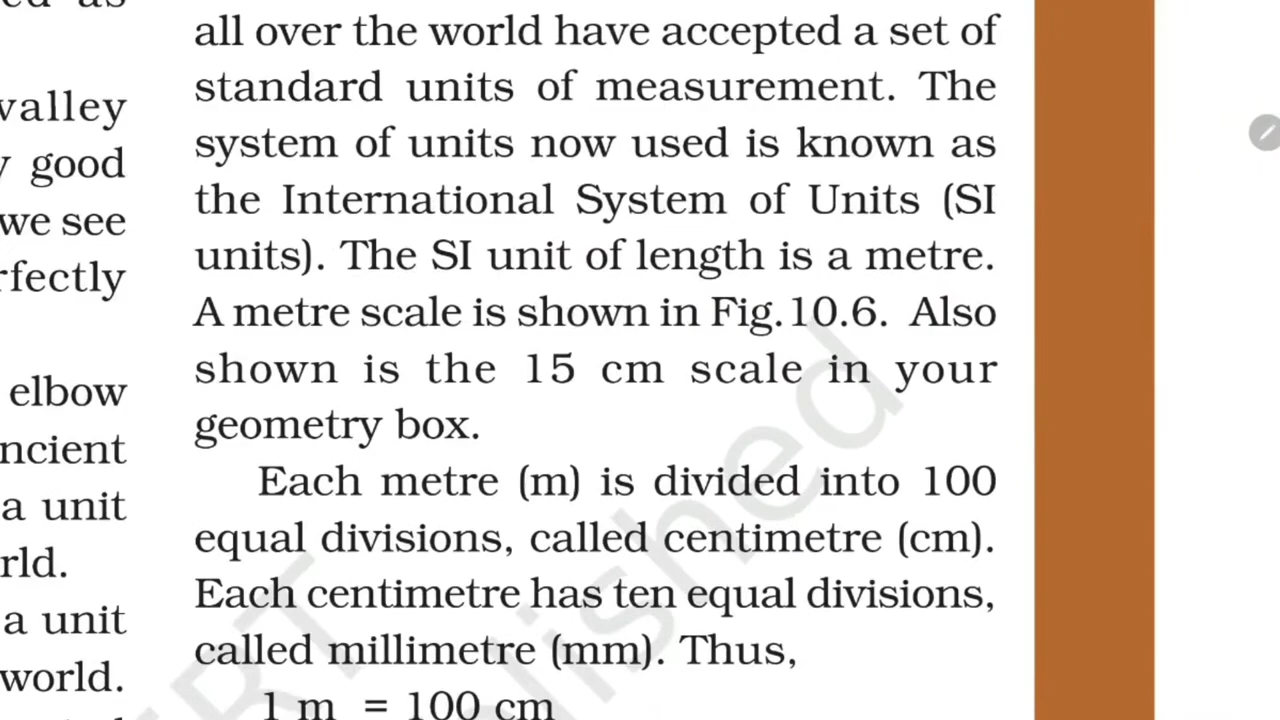 valley
good
we see
elbow
a unit
a unit
world.
all over the world have accepted a set of
standard units of measurement. The
system of units now used is known as
the International System of Units (SI
units). The SI unit of length is a metre.
A metre scale is shown in Fig.10.6. Also
shown is the 15 cm scale in your
geometry box.
Each metre (m) is divided into 100
equal divisions, called centimetre (cm).
Each centimetre has ten equal divisions,
called millimetre (mm). Thus,
1 m = 100 cm